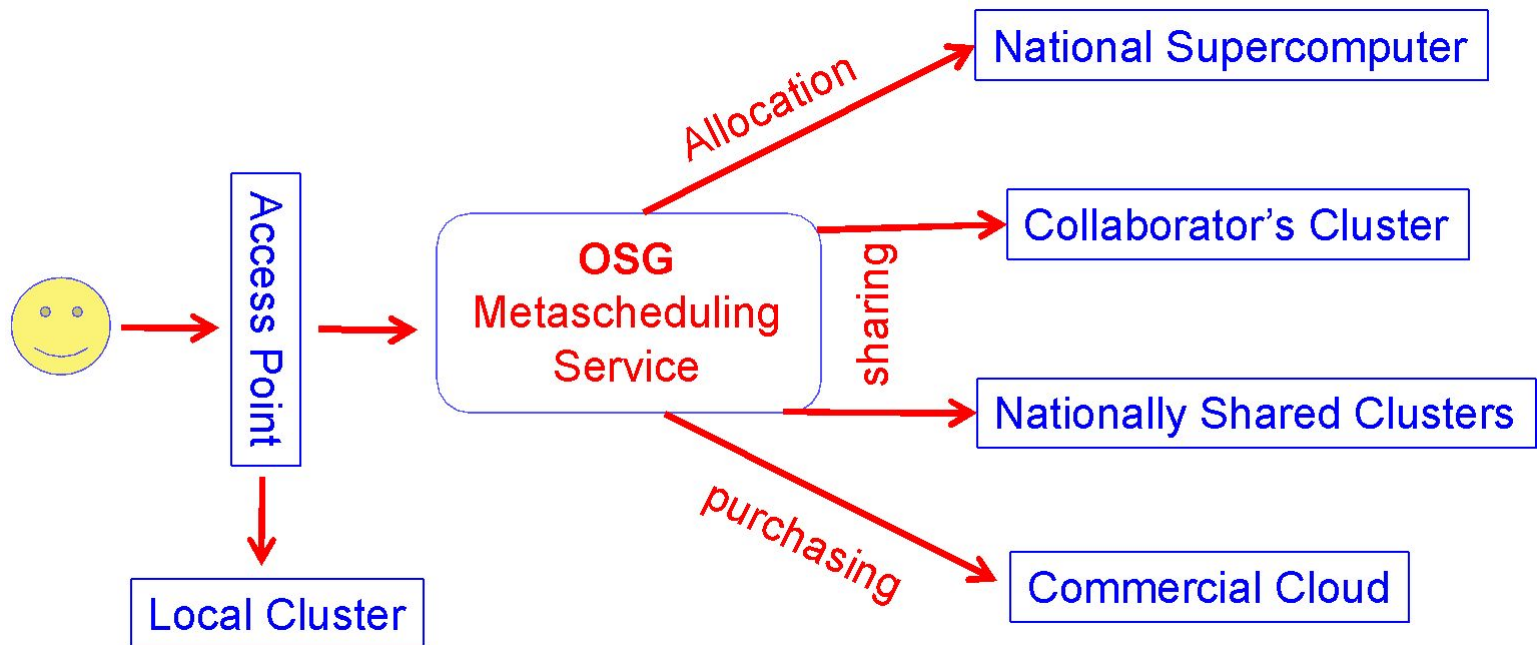 National Supercomputer
Allocation
Access Point
Collaborator’s Cluster
OSG
Metascheduling
Service
sharing
Nationally Shared Clusters
purchasing
Commercial Cloud
Local Cluster